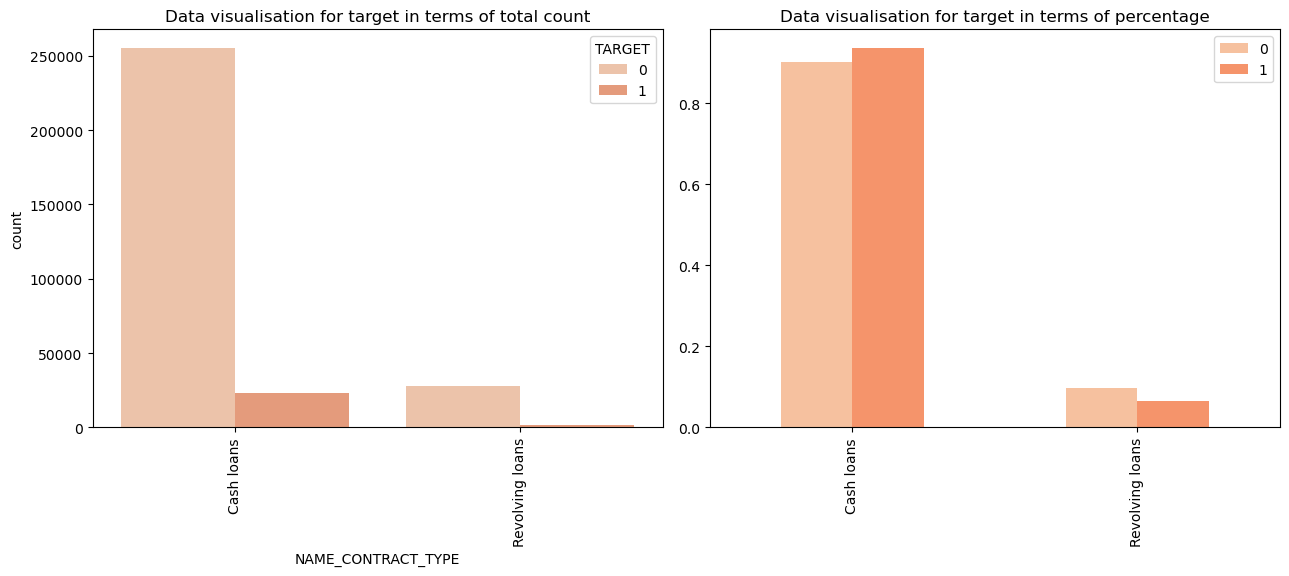 Data visualisation for target in terms of total count
250000
200000
150000
100000
50000
0
count
TARGET
0
1
Cash loans
Revolving loans
NAME_CONTRACT_TYPE
Data visualisation for target in terms of percentage
0.8
0.6
0.4
0.2
0.0
0
1
Cash loans
Revolving loans